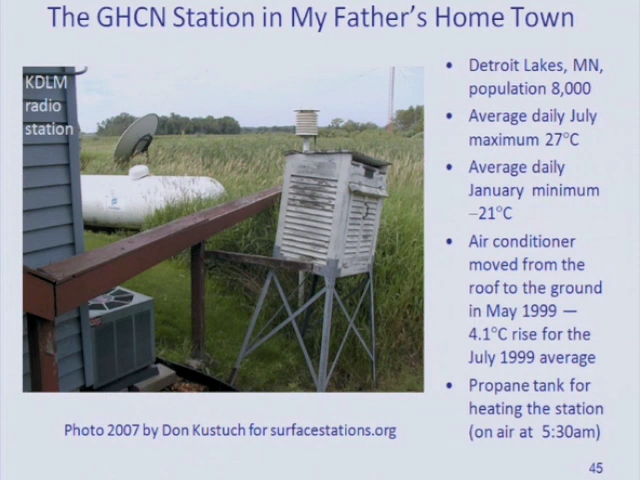 The GHCN Station in My Father's Home Town
KDLM
radio
station
• Detroit Lakes, MN,
population 8,000
• Average daily July
maximum 27°C
• Average daily
January minimum
–21°C
• Air conditioner
moved from the
roof to the ground
in May 1999 —
4.1°C rise for the
July 1999 average
• Propane tank for
heating the station
(on air at 5:30am)
Photo 2007 by Don Kustuch for surfacestations.org
45